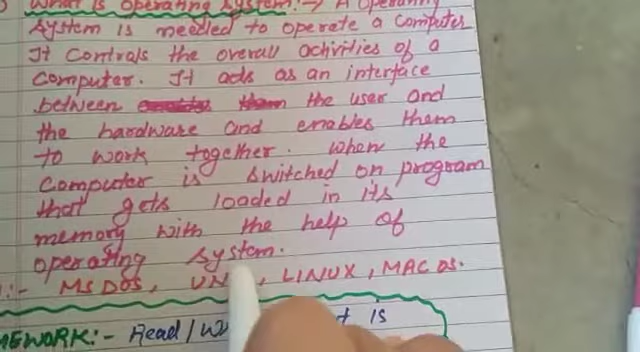 What is Operating System:→ A Operating
System is needed to operate a computer
It Controls the overall activities of a
Computer. It acts as an interface
between the user and
the hardware and enables them
to work together. When the
Computer is switched on program
that gets loaded in its
memory with the help of
operating system.
:- MS DOS, UN , LINUX, MAC OS.
EWORK:- Read/W t is